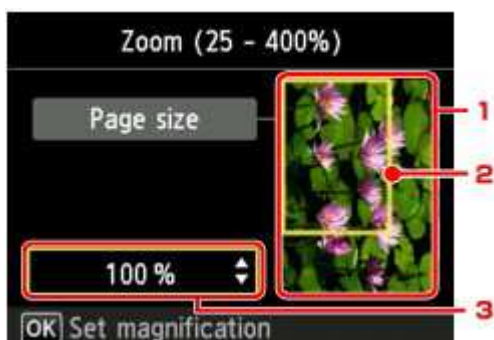 Zoom (25 - 400%)
Page size
1
2
100 %
3
OK Set magnification